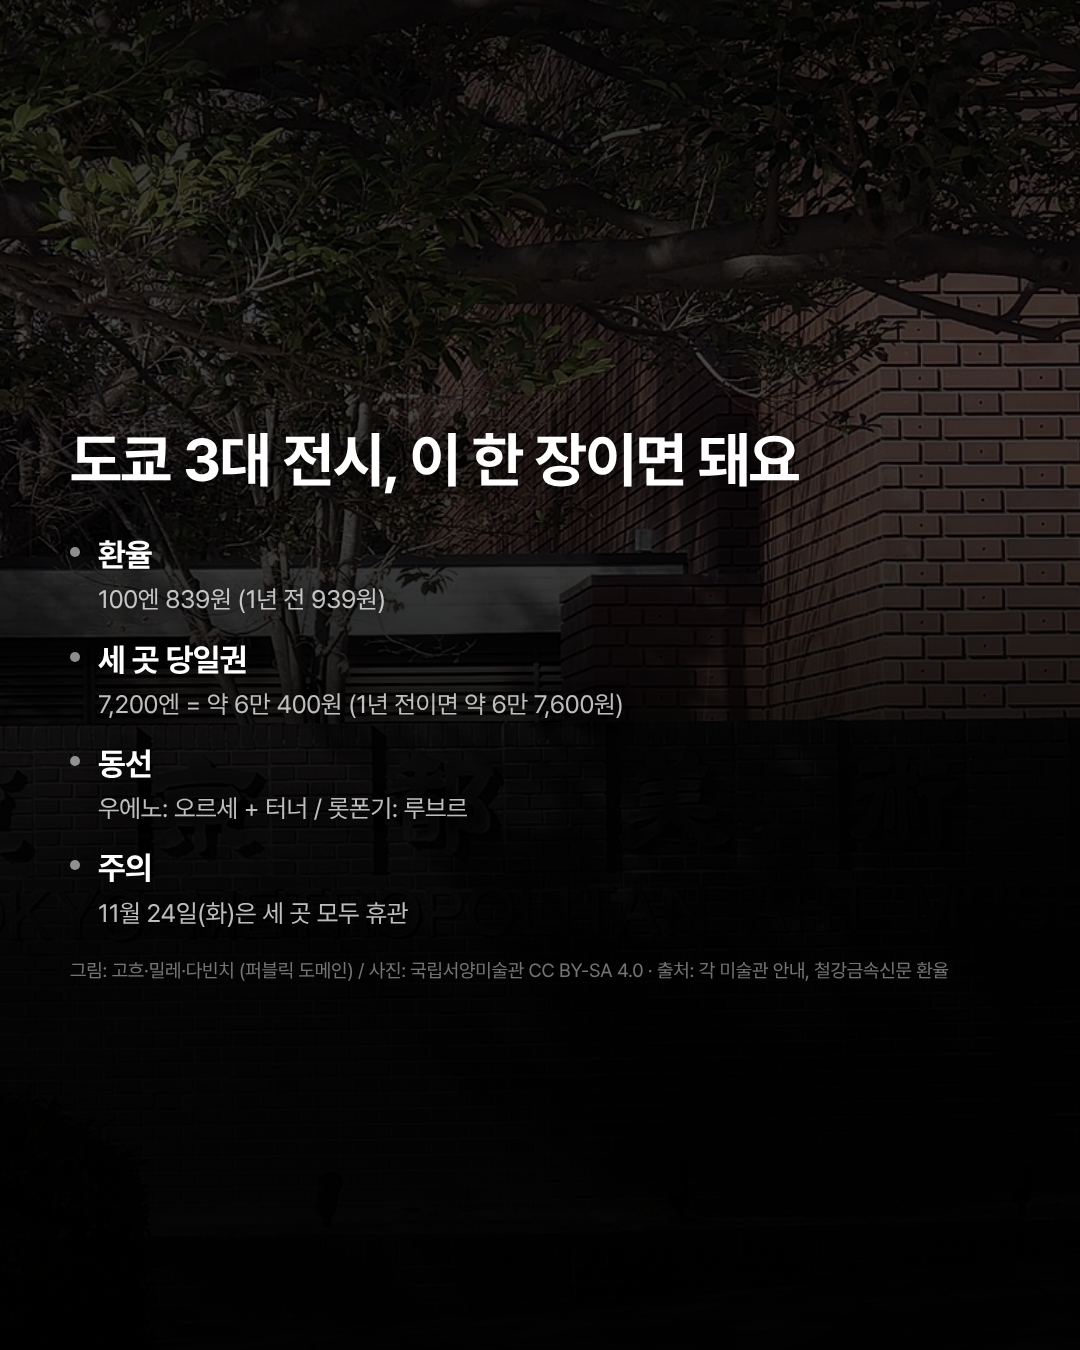 도쿄 3대 전시, 이 한 장이면 돼요
환율
100엔 839원 (1년 전 939원)
세 곳 당일권
7,200엔 = 약 6만 400원 (1년 전이면 약 6만 7,600원)
동선
우에노: 오르세 + 터너 / 롯폰기: 루브르
주의
11월 24일(화)은 세 곳 모두 휴관
京 都 美 術
그림: 고흐·밀레·다빈치 (퍼블릭 도메인) / 사진: 국립서양미술관 CC BY-SA 4.0 · 출처: 각 미술관 안내, 철강금속신문 환율